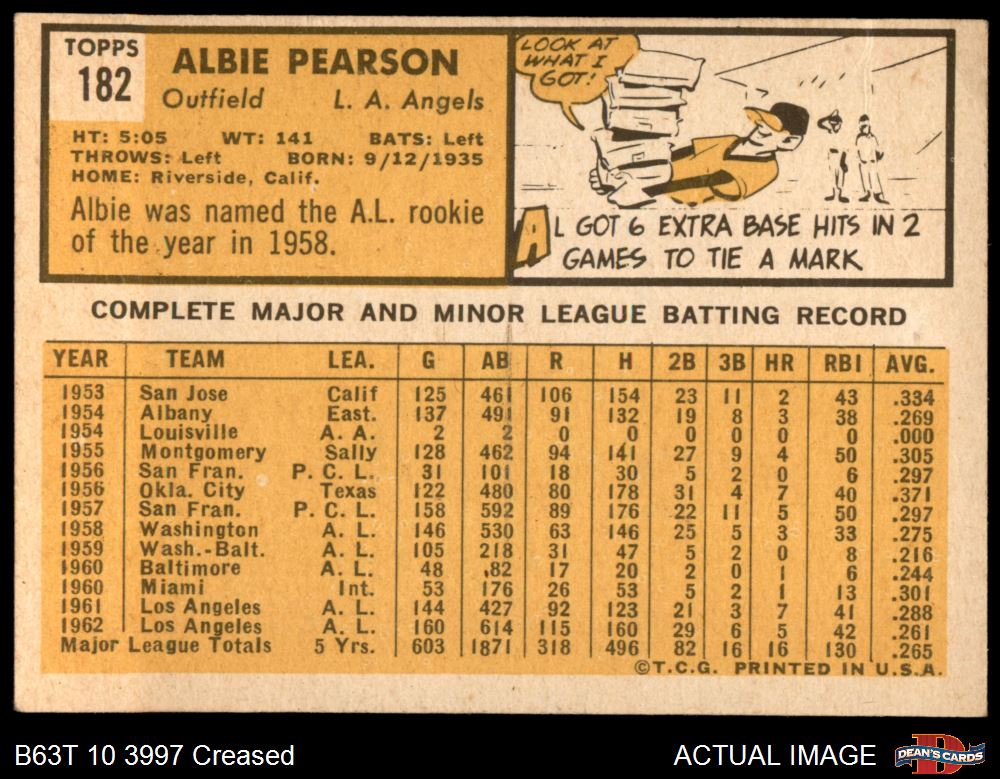 TOPPS
182
ALBIE PEARSON
Outfield L. A. Angels
HT: 5:05 WT: 141 BATS: Left
THROWS: Left BORN: 9/12/1935
HOME: Riverside, Calif.
Albie was named the A.L. rookie
of the year in 1958.
LOOK AT
WHAT I
GOT!
AL GOT 6 EXTRA BASE HITS IN 2
GAMES TO TIE A MARK
COMPLETE MAJOR AND MINOR LEAGUE BATTING RECORD
YEAR TEAM LEA. G AB R H 2B 3B HR RBI AVG.
1953 San Jose Calif 125 461 106 154 23 11 2 43 .334
1954 Albany East. 137 491 91 132 19 8 3 38 .269
1954 Louisville A. A. 2 2 0 0 0 0 0 0 .000
1955 Montgomery Sally 128 462 94 141 27 9 4 50 .305
1956 San Fran. P. C. L. 31 101 18 30 5 2 0 6 .297
1956 Okla. City Texas 122 480 80 178 31 4 7 40 .371
1957 San Fran. P. C. L. 158 592 89 176 22 11 5 50 .297
1958 Washington A. L. 146 530 63 146 25 5 3 33 .275
1959 Wash.-Balt. A. L. 105 218 31 47 5 2 0 8 .216
1960 Baltimore A. L. 48 82 17 20 2 0 1 6 .244
1960 Miami Int. 53 176 26 53 5 2 1 13 .301
1961 Los Angeles A. L. 144 427 92 123 21 3 7 41 .288
1962 Los Angeles A. L. 160 614 115 160 29 6 5 42 .261
Major League Totals 5 Yrs. 603 1871 318 496 82 16 16 130 .265
©T.C.G. PRINTED IN U.S.A.
B63T 10 3997 Creased ACTUAL IMAGE
DEAN'S CARDS